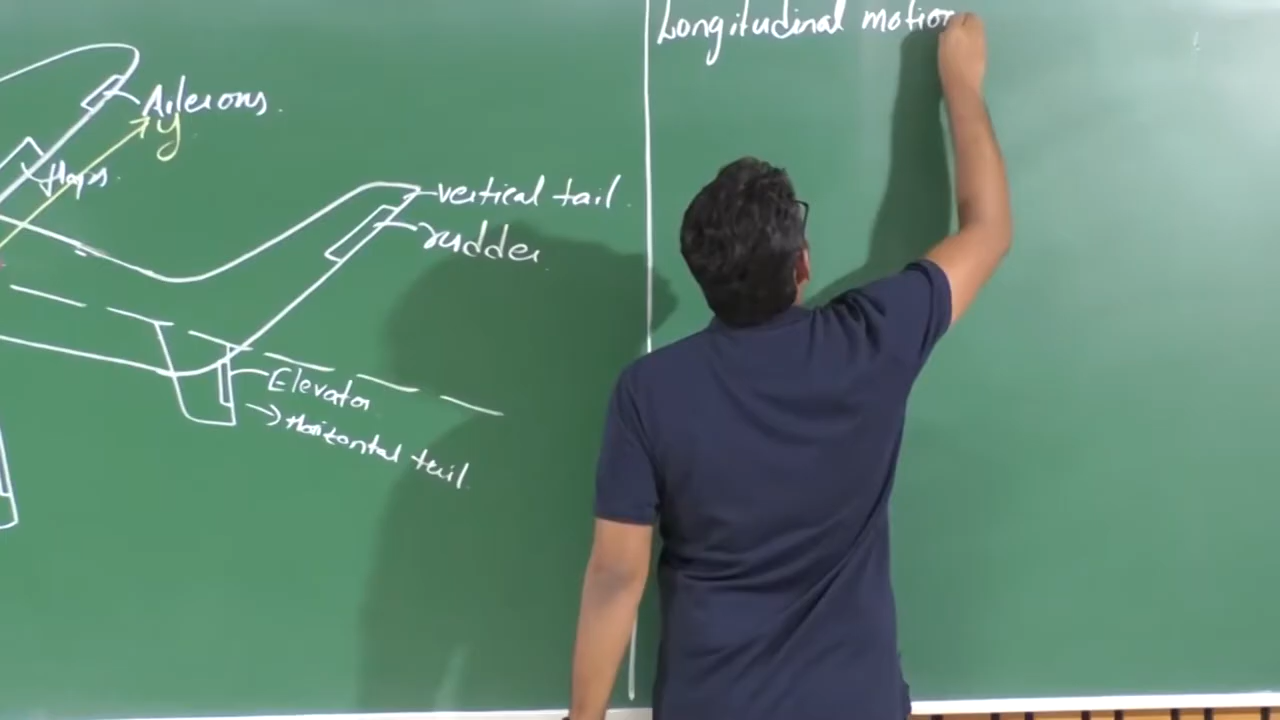 Longitudinal motion
Ailerons.
y
flaps.
vertical tail.
rudder
Elevator
→ Horizontal tail.